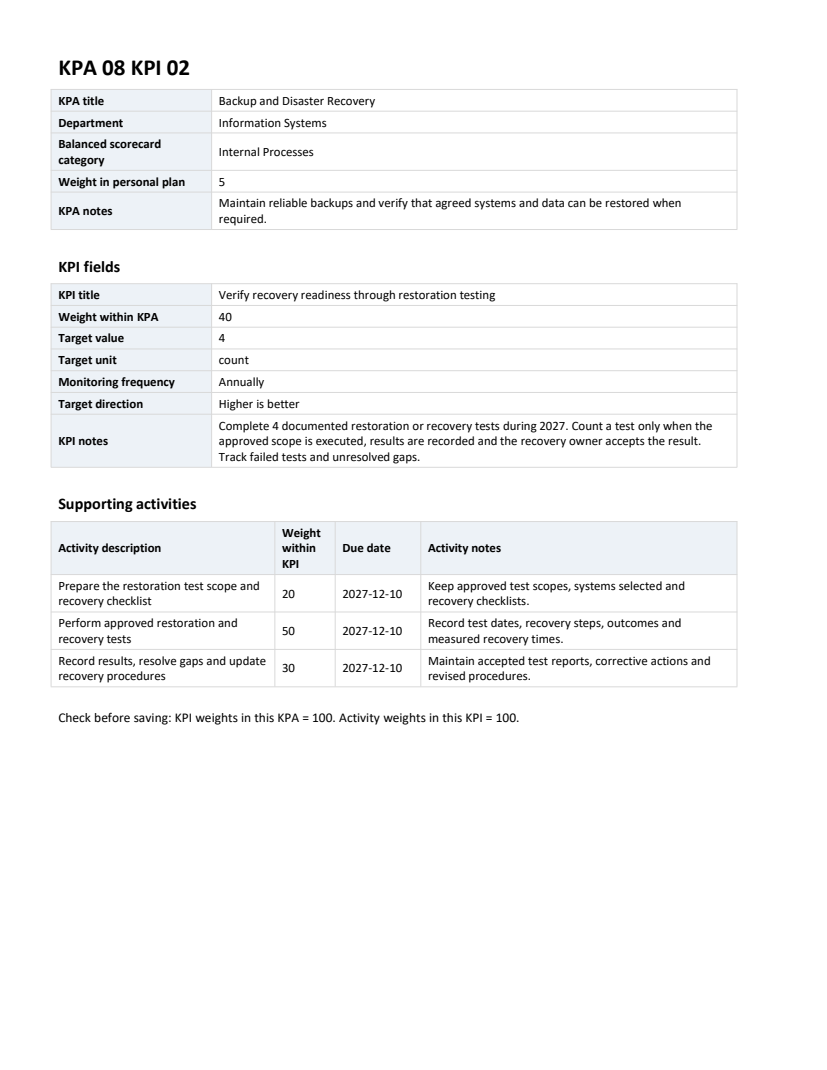 KPA 08 KPI 02
KPA title
Backup and Disaster Recovery
Department
Information Systems
Balanced scorecard
category
Internal Processes
Weight in personal plan
5
KPA notes
Maintain reliable backups and verify that agreed systems and data can be restored when
required.
KPI fields
KPI title
Verify recovery readiness through restoration testing
Weight within KPA
40
Target value
4
Target unit
count
Monitoring frequency
Annually
Target direction
Higher is better
KPI notes
Complete 4 documented restoration or recovery tests during 2027. Count a test only when the
approved scope is executed, results are recorded and the recovery owner accepts the result.
Track failed tests and unresolved gaps.
Supporting activities
Activity description
Weight
within
KPI
Due date
Activity notes
Prepare the restoration test scope and
recovery checklist
20
2027-12-10
Keep approved test scopes, systems selected and
recovery checklists.
Perform approved restoration and
recovery tests
50
2027-12-10
Record test dates, recovery steps, outcomes and
measured recovery times.
Record results, resolve gaps and update
recovery procedures
30
2027-12-10
Maintain accepted test reports, corrective actions and
revised procedures.
Check before saving: KPI weights in this KPA = 100. Activity weights in this KPI = 100.